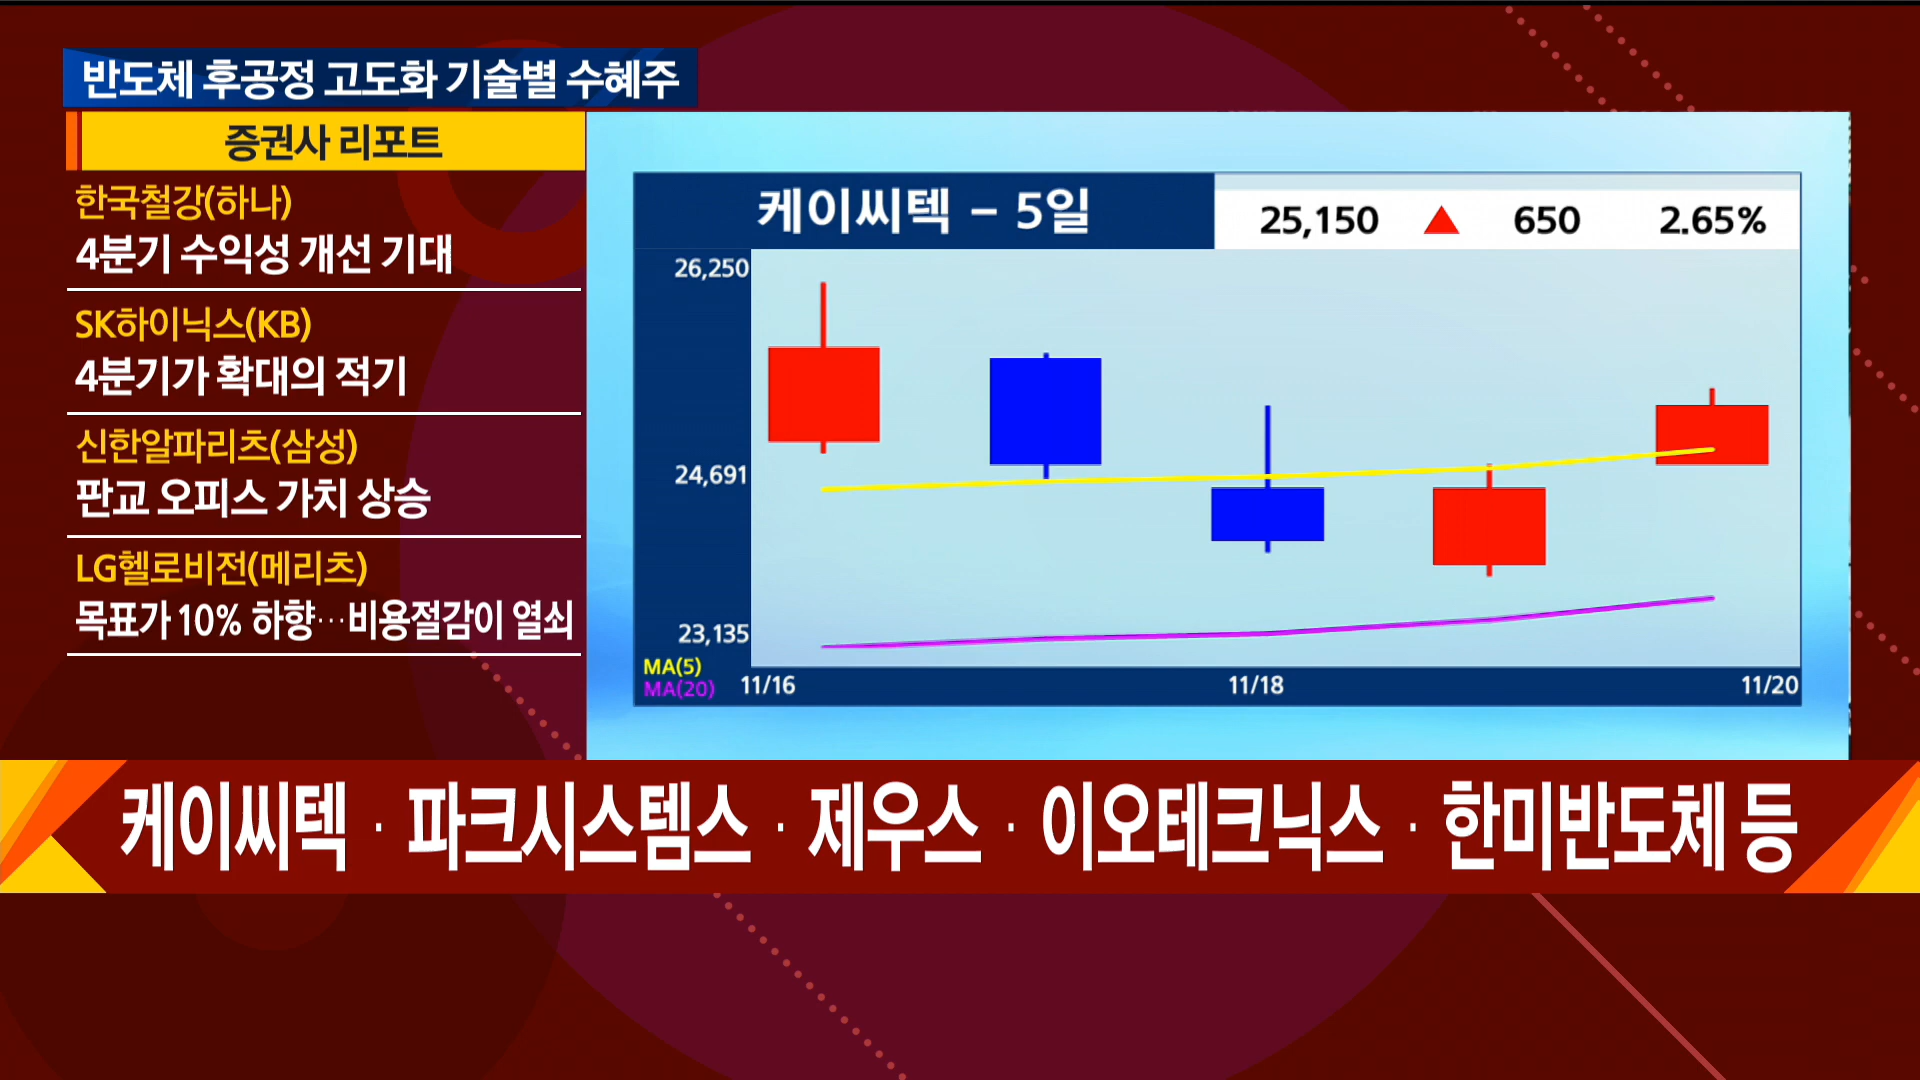 반도체 후공정 고도화 기술별 수혜주
증권사 리포트
한국철강(하나)
4분기 수익성 개선 기대
SK하이닉스(KB)
4분기가 확대의 적기
신한알파리츠(삼성)
판교 오피스 가치 상승
LG헬로비전(메리츠)
목표가 10% 하향…비용절감이 열쇠
케이씨텍 - 5일
25,150 ▲ 650 2.65%
26,250
24,691
23,135
MA(5)
MA(20)
11/16 11/18 11/20
케이씨텍 · 파크시스템스 · 제우스 · 이오테크닉스 · 한미반도체 등